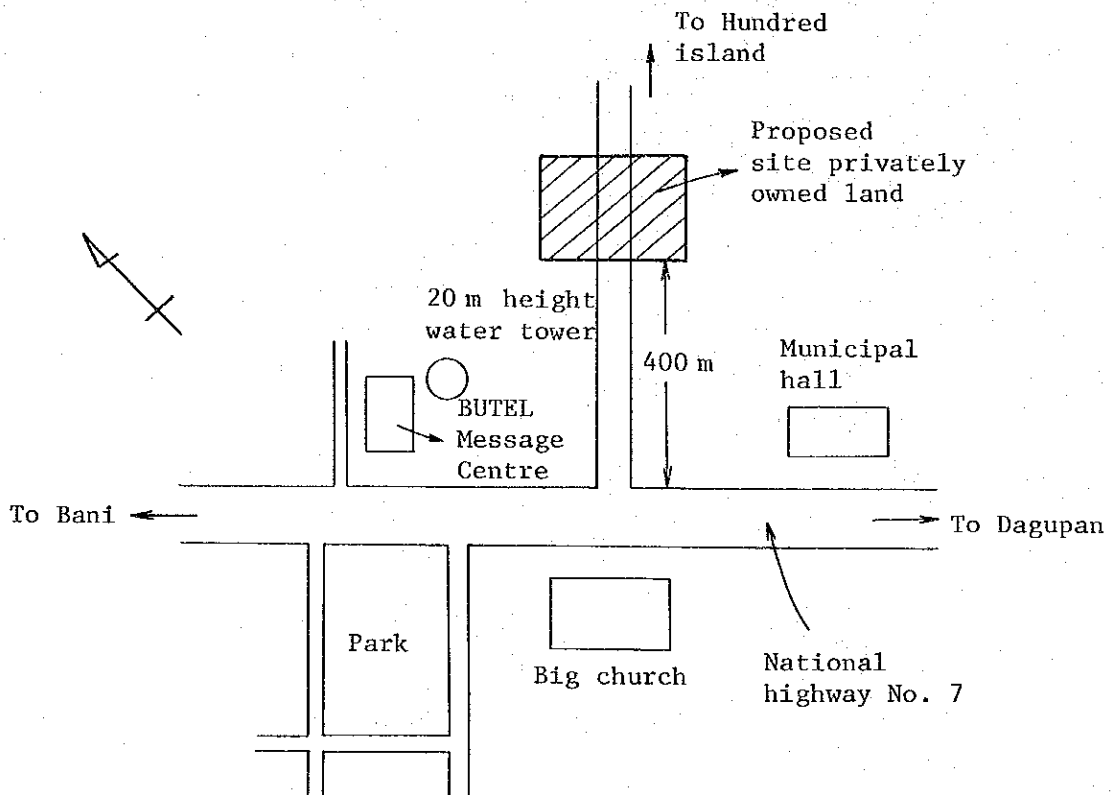 To Hundred
island
Proposed
site privately
owned land
20 m height
water tower
400 m
Municipal
hall
BUTEL
Message
Centre
To Bani
To Dagupan
Park
Big church
National
highway No. 7